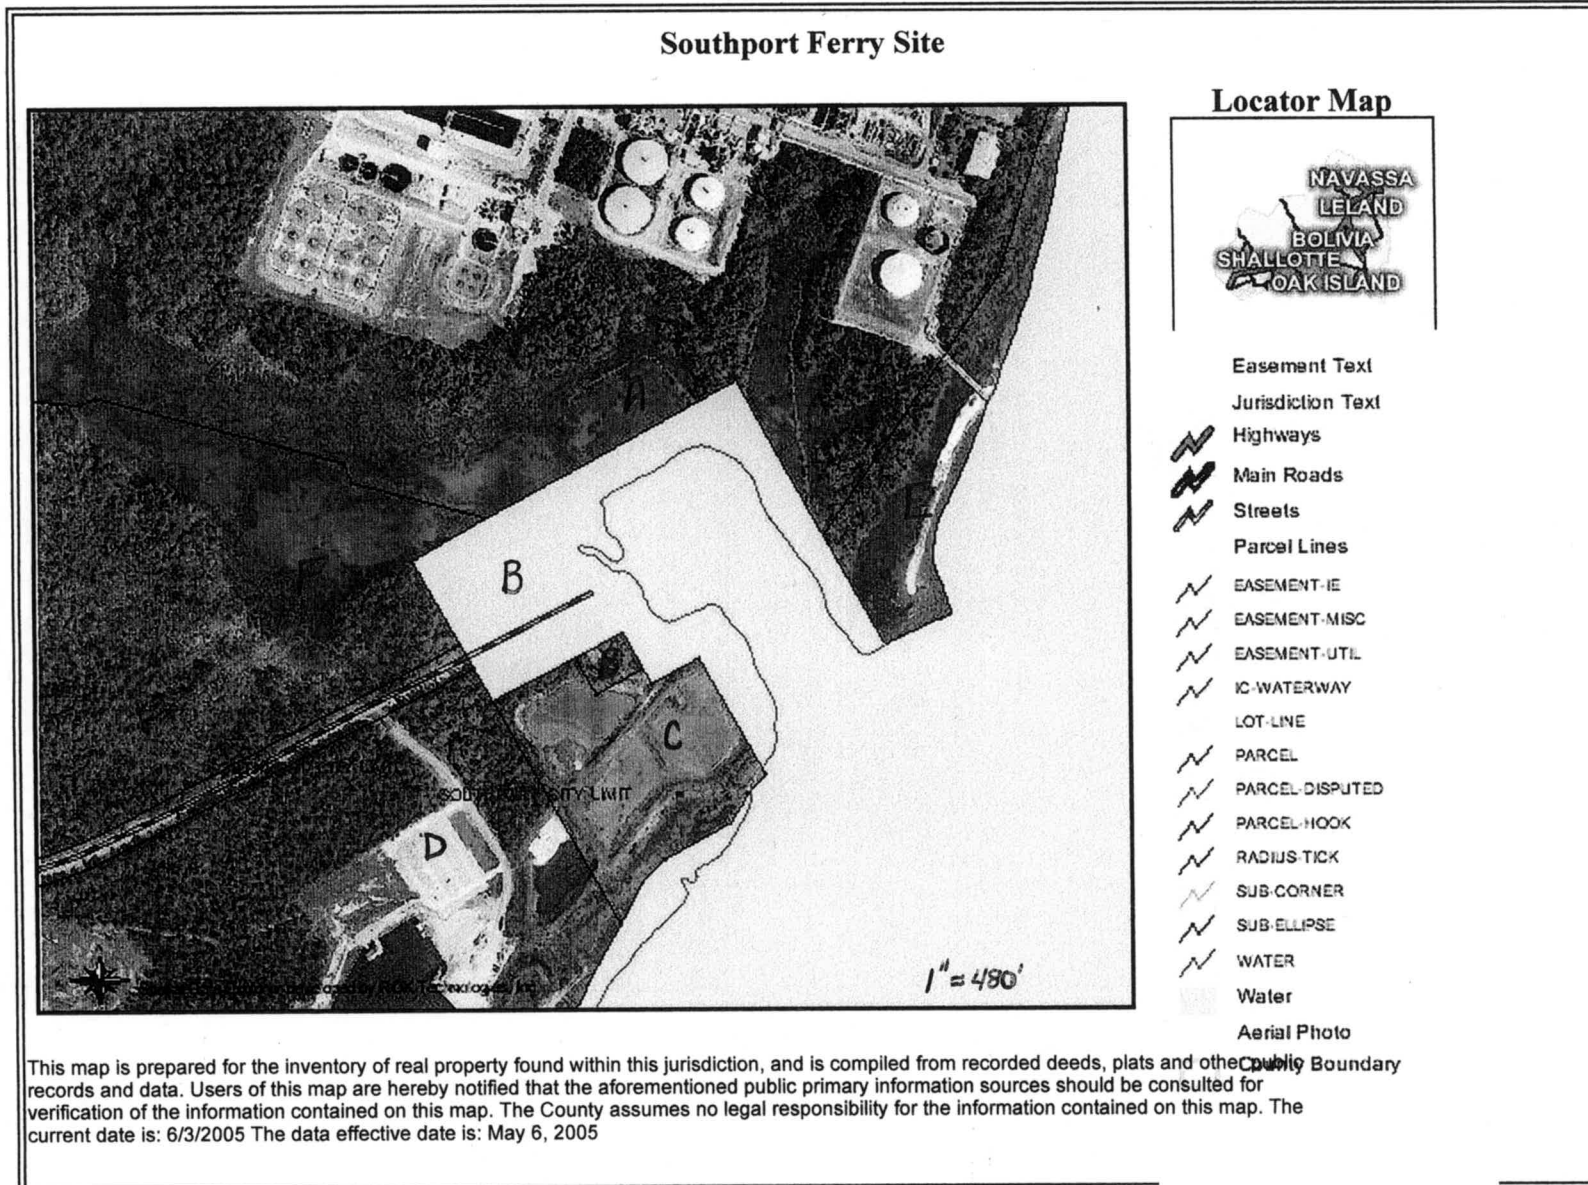 Southport Ferry Site
Locator Map
NAVASSA
LELAND
BOLIVIA
SHALLOTTE
OAK ISLAND
Easement Text
Jurisdiction Text
Highways
Main Roads
Streets
Parcel Lines
EASEMENT-IE
EASEMENT-MISC
EASEMENT-UTIL
IC-WATERWAY
LOT-LINE
PARCEL
PARCEL-DISPUTED
PARCEL-HOOK
RADIUS-TICK
SUB-CORNER
SUB-ELLIPSE
WATER
Water
Aerial Photo
County Boundary
A
E
B
F
C
CITY LIMIT
D
1" = 480'
This map is prepared for the inventory of real property found within this jurisdiction, and is compiled from recorded deeds, plats and other public
records and data. Users of this map are hereby notified that the aforementioned public primary information sources should be consulted for
verification of the information contained on this map. The County assumes no legal responsibility for the information contained on this map. The
current date is: 6/3/2005 The data effective date is: May 6, 2005